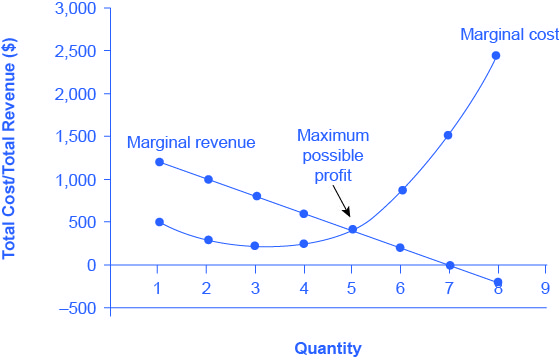 3,000
2,500
2,000
1,500
1,000
500
0
–500
Total Cost/Total Revenue ($)
Marginal cost
Marginal revenue
Maximum
possible
profit
1 2 3 4 5 6 7 8 9
Quantity